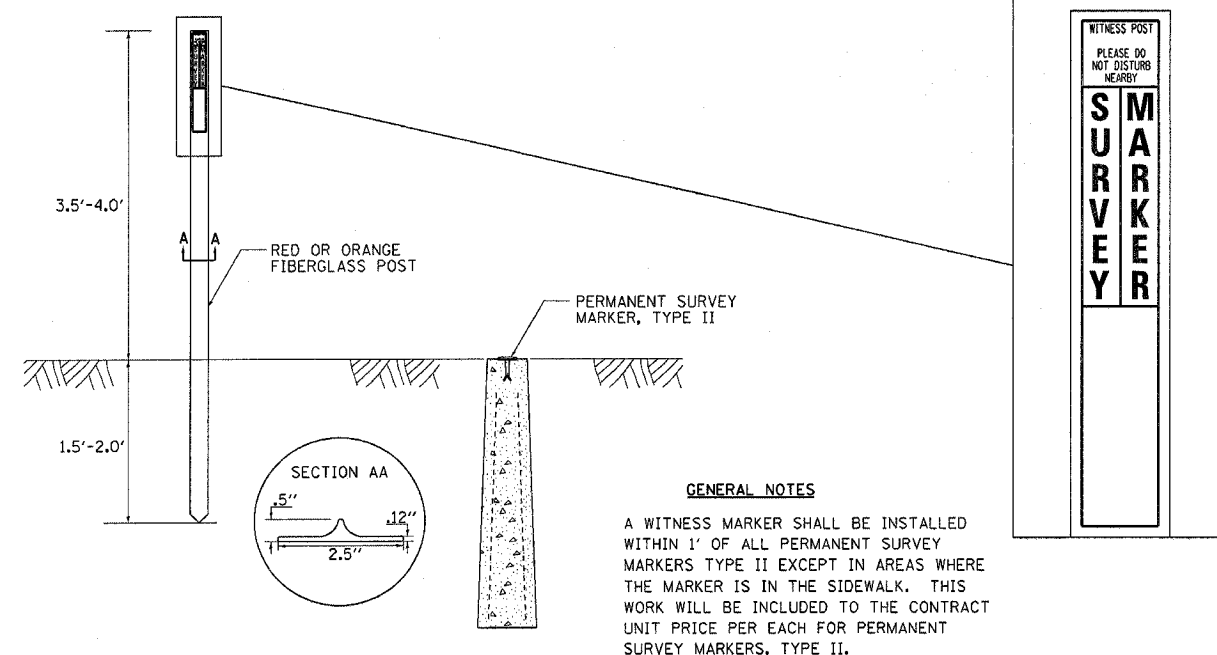 WITNESS POST
PLEASE DO
NOT DISTURB
NEARBY
SURVEY
MARKER
3.5'-4.0'
A A
RED OR ORANGE
FIBERGLASS POST
PERMANENT SURVEY
MARKER, TYPE II
1.5'-2.0'
SECTION AA
.5"
.12"
2.5"
GENERAL NOTES
A WITNESS MARKER SHALL BE INSTALLED
WITHIN 1' OF ALL PERMANENT SURVEY
MARKERS TYPE II EXCEPT IN AREAS WHERE
THE MARKER IS IN THE SIDEWALK. THIS
WORK WILL BE INCLUDED TO THE CONTRACT
UNIT PRICE PER EACH FOR PERMANENT
SURVEY MARKERS, TYPE II.